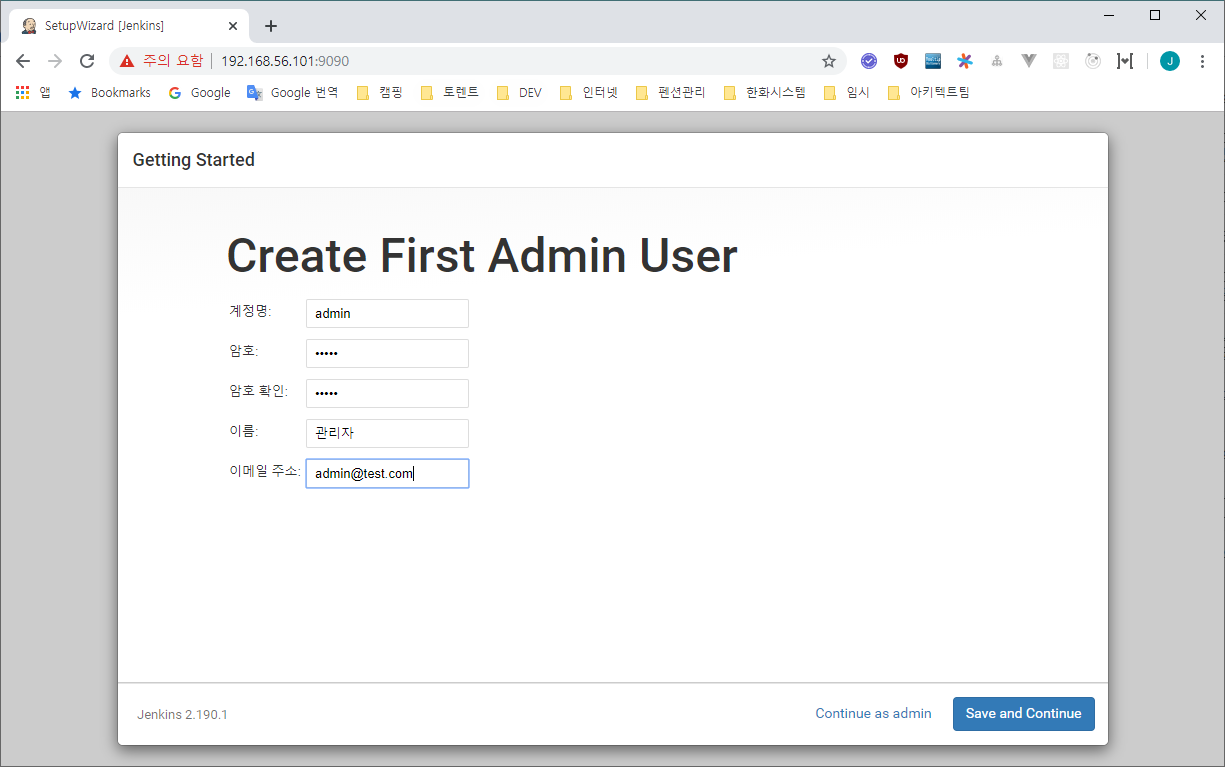 SetupWizard [Jenkins]
주의 요함 192.168.56.101:9090
J
앱 Bookmarks Google Google 번역 캠핑 토렌트 DEV 인터넷 펜션관리 한화시스템 임시 아키텍트팀
Getting Started
Create First Admin User
계정명: admin
암호: •••••
암호 확인: •••••
이름: 관리자
이메일 주소: admin@test.com
Jenkins 2.190.1 Continue as admin Save and Continue